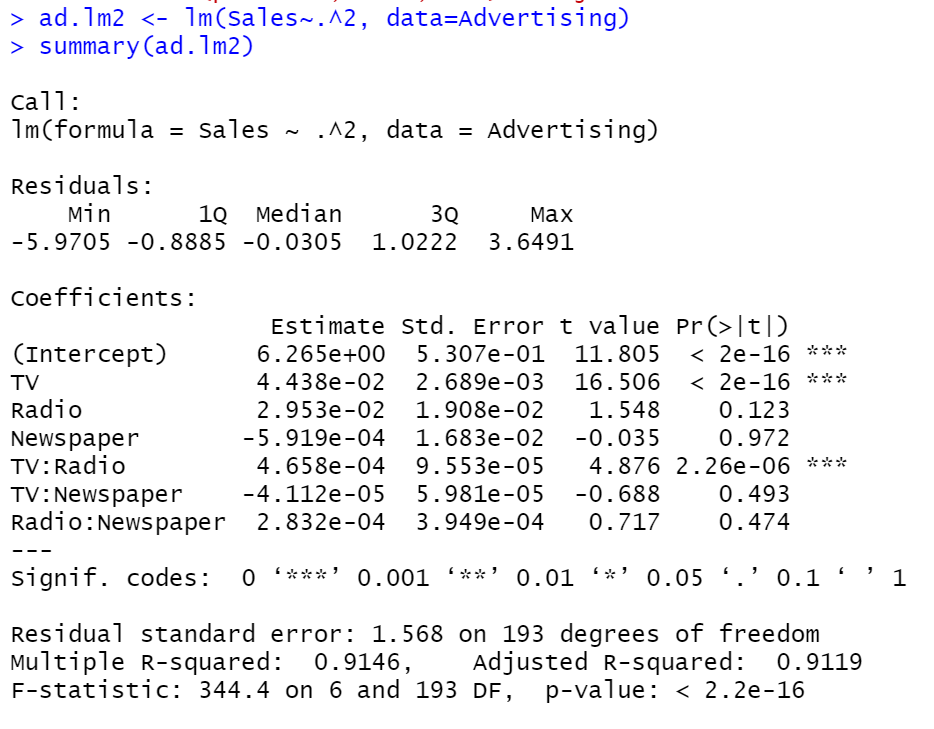 > ad.lm2 <- lm(Sales~.^2, data=Advertising)
> summary(ad.lm2)
Call:
lm(formula = Sales ~ .^2, data = Advertising)
Residuals:
    Min      1Q  Median      3Q     Max
-5.9705 -0.8885 -0.0305  1.0222  3.6491
Coefficients:
                  Estimate Std. Error t value Pr(>|t|)
(Intercept)      6.265e+00  5.307e-01  11.805  < 2e-16 ***
TV               4.438e-02  2.689e-03  16.506  < 2e-16 ***
Radio            2.953e-02  1.908e-02   1.548    0.123
Newspaper       -5.919e-04  1.683e-02  -0.035    0.972
TV:Radio         4.658e-04  9.553e-05   4.876 2.26e-06 ***
TV:Newspaper    -4.112e-05  5.981e-05  -0.688    0.493
Radio:Newspaper  2.832e-04  3.949e-04   0.717    0.474
---
Signif. codes:  0 ‘***’ 0.001 ‘**’ 0.01 ‘*’ 0.05 ‘.’ 0.1 ‘ ’ 1
Residual standard error: 1.568 on 193 degrees of freedom
Multiple R-squared:  0.9146,    Adjusted R-squared:  0.9119
F-statistic: 344.4 on 6 and 193 DF,  p-value: < 2.2e-16